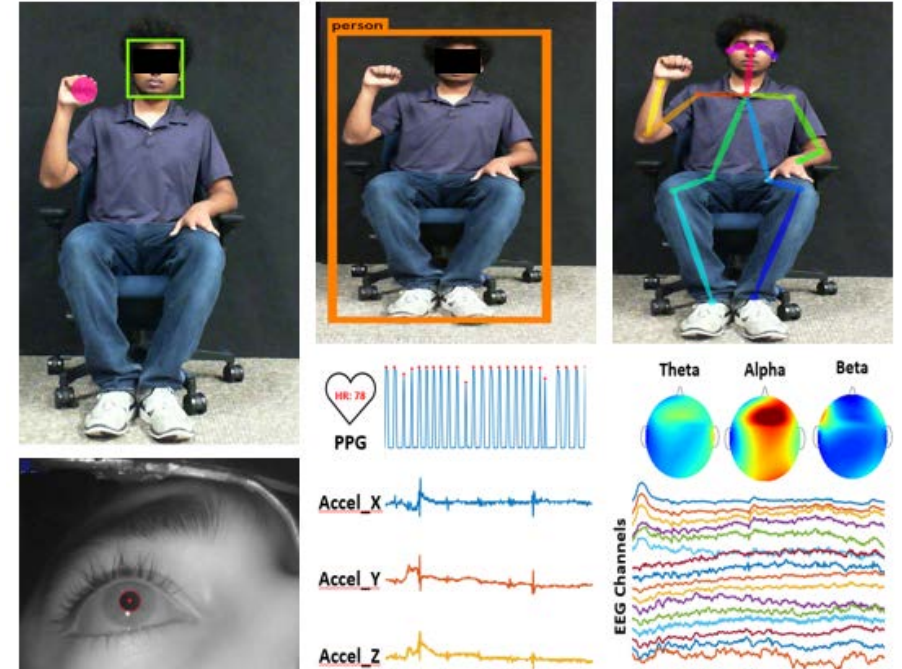 person
HR: 78
PPG
Accel_X
Accel_Y
Accel_Z
Theta
Alpha
Beta
EEG Channels